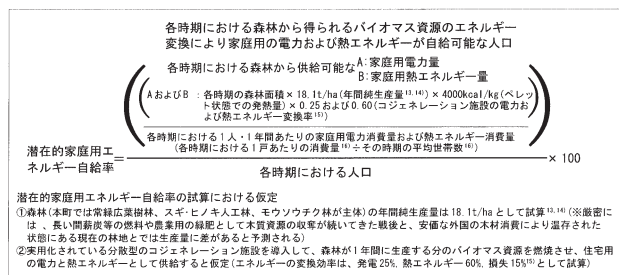 各時期における森林から得られるバイオマス資源のエネルギー
変換により家庭用の電力および熱エネルギーが自給可能な人口
各時期における森林から供給可能な A:家庭用電力量
B:家庭用熱エネルギー量
AおよびB :各時期の森林面積×18.1t/ha(年間純生産量13,14))×4000kcal/kg(ペレッ
ト状態での発熱量)×0.25および0.60(コジェネレーション施設の電力お
よび熱エネルギー変換率15))
各時期における1人・1年間あたりの家庭用電力消費量および熱エネルギー消費量
(各時期における1戸あたりの消費量16)÷その時期の平均世帯数16))
潜在的家庭用エ
ネルギー自給率
=
×100
各時期における人口
潜在的家庭用エネルギー自給率の試算における仮定
①森林(本町では常緑広葉樹林、スギ・ヒノキ人工林、モウソウチク林が主体)の年間純生産量は18.1t/haとして試算13,14)(※厳密に
は、長い間薪炭等の燃料や農業用の緑肥として木質資源の収奪が続いてきた戦後と、安価な外国の木材消費により温存された
状態にある現在の林地とでは生産量に差があると予測される)
②実用化されている分散型のコジェネレーション施設を導入して、森林が1年間に生産する分のバイオマスを燃焼させ、住宅用
の電力と熱エネルギーとして供給すると仮定(エネルギーの変換効率は、発電25%、熱エネルギー60%、損失15%15)として試算)